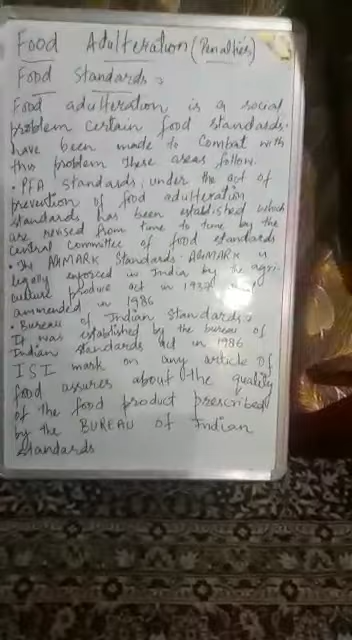 Food Adulteration (Penalties)
Food Standards :
Food adulteration is a social
problem certain food standards.
have been made to combat with
this problem these areas follow.
• PFA standards, under the act of
prevention of food adulteration
standards has been established which
are revised from time to time by the
central committee of food standards
• AGMARK Standards : AGMARK is
legally enforced in India by the agri-
culture produce act in 1937
ammended in 1986
• Bureau of Indian Standards :
It was established by the bureau of
Indian standards act in 1986
ISI mark on any article of
food assures about the quality
of the food product prescribed
by the BUREAU of Indian
standards